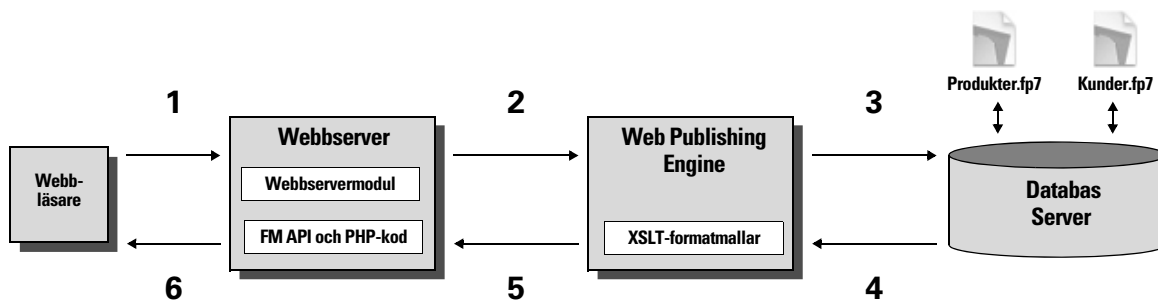 Produkter.fp7
Kunder.fp7
1
2
3
Webbserver
Web Publishing
Engine
Webb-
läsare
Webbservermodul
Databas
Server
FM API och PHP-kod
XSLT-formatmallar
6
5
4